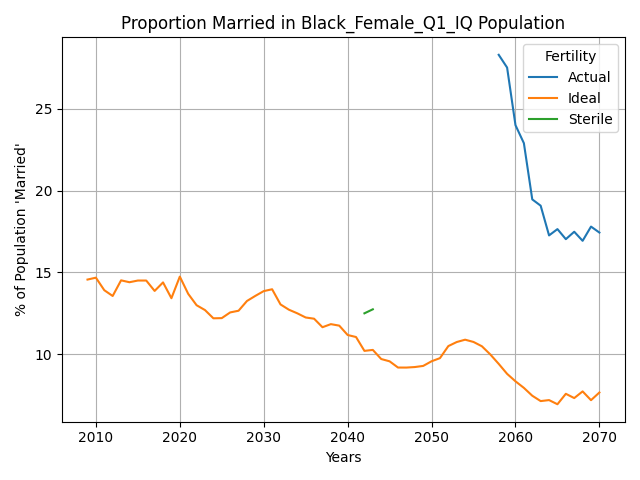 Proportion Married in Black_Female_Q1_IQ Population
% of Population 'Married'
25
20
15
10
Fertility
Actual
Ideal
Sterile
2010
2020
2030
2040
2050
2060
2070
Years